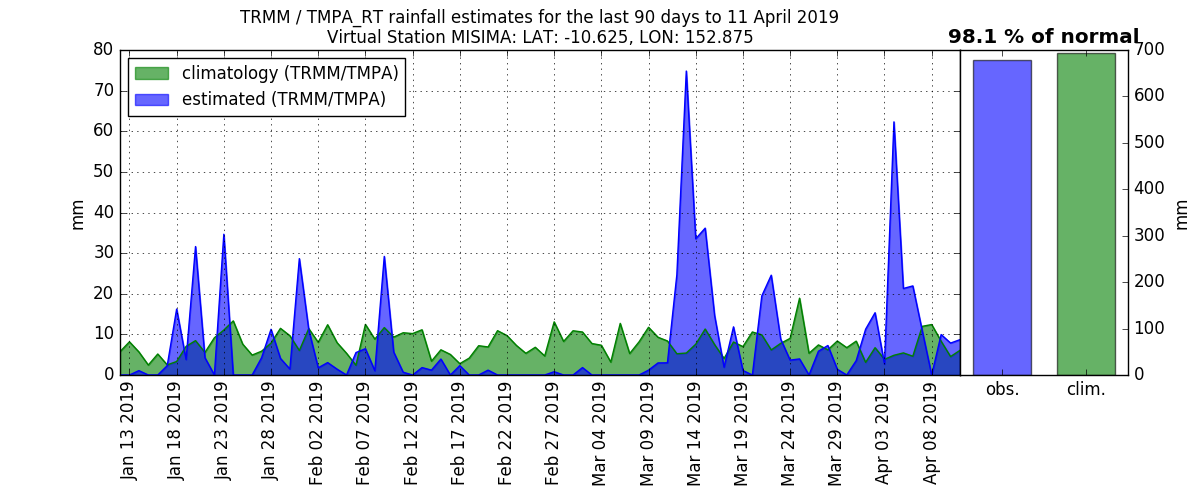 TRMM / TMPA_RT rainfall estimates for the last 90 days to 11 April 2019
Virtual Station MISIMA: LAT: -10.625, LON: 152.875
98.1 % of normal
climatology (TRMM/TMPA)
estimated (TRMM/TMPA)
mm
80
70
60
50
40
30
20
10
0
Jan 13 2019
Jan 18 2019
Jan 23 2019
Jan 28 2019
Feb 02 2019
Feb 07 2019
Feb 12 2019
Feb 17 2019
Feb 22 2019
Feb 27 2019
Mar 04 2019
Mar 09 2019
Mar 14 2019
Mar 19 2019
Mar 24 2019
Mar 29 2019
Apr 03 2019
Apr 08 2019
obs.
clim.
700
600
500
400
300
200
100
0
mm